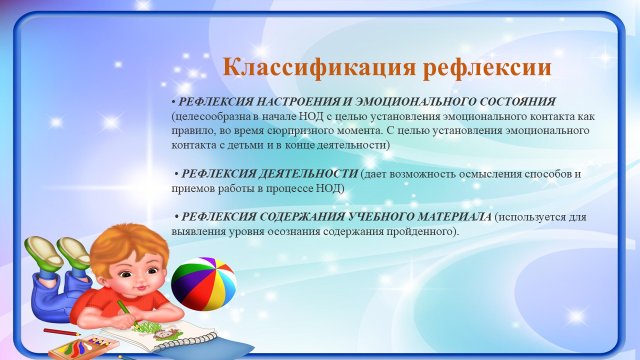 Классификация рефлексии
• РЕФЛЕКСИЯ НАСТРОЕНИЯ И ЭМОЦИОНАЛЬНОГО СОСТОЯНИЯ
(целесообразна в начале НОД с целью установления эмоционального контакта как
правило, во время сюрпризного момента. С целью установления эмоционального
контакта с детьми и в конце деятельности)
• РЕФЛЕКСИЯ ДЕЯТЕЛЬНОСТИ (дает возможность осмысления способов и
приемов работы в процессе НОД)
• РЕФЛЕКСИЯ СОДЕРЖАНИЯ УЧЕБНОГО МАТЕРИАЛА (используется для
выявления уровня осознания содержания пройденного).